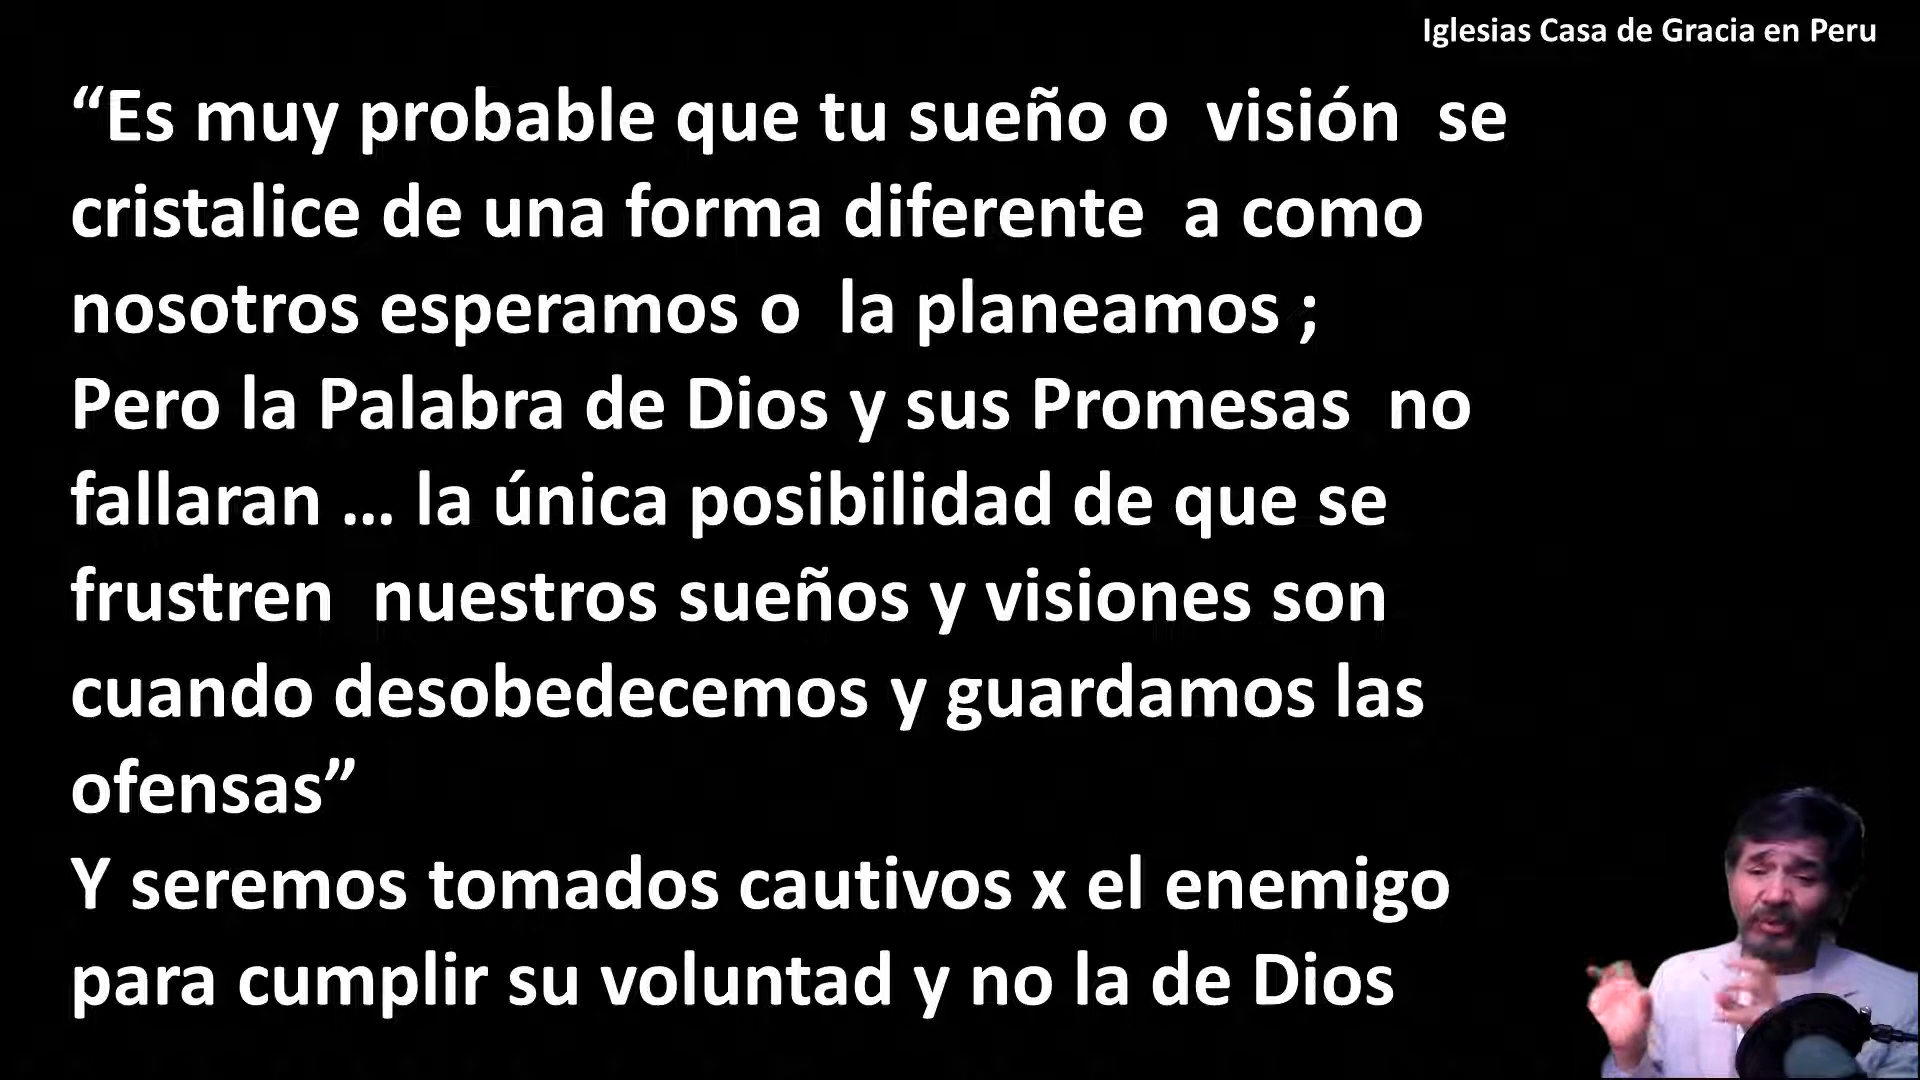 Iglesias Casa de Gracia en Peru
“Es muy probable que tu sueño o visión se
cristalice de una forma diferente a como
nosotros esperamos o la planeamos ;
Pero la Palabra de Dios y sus Promesas no
fallaran ... la única posibilidad de que se
frustren nuestros sueños y visiones son
cuando desobedecemos y guardamos las
ofensas”
Y seremos tomados cautivos x el enemigo
para cumplir su voluntad y no la de Dios